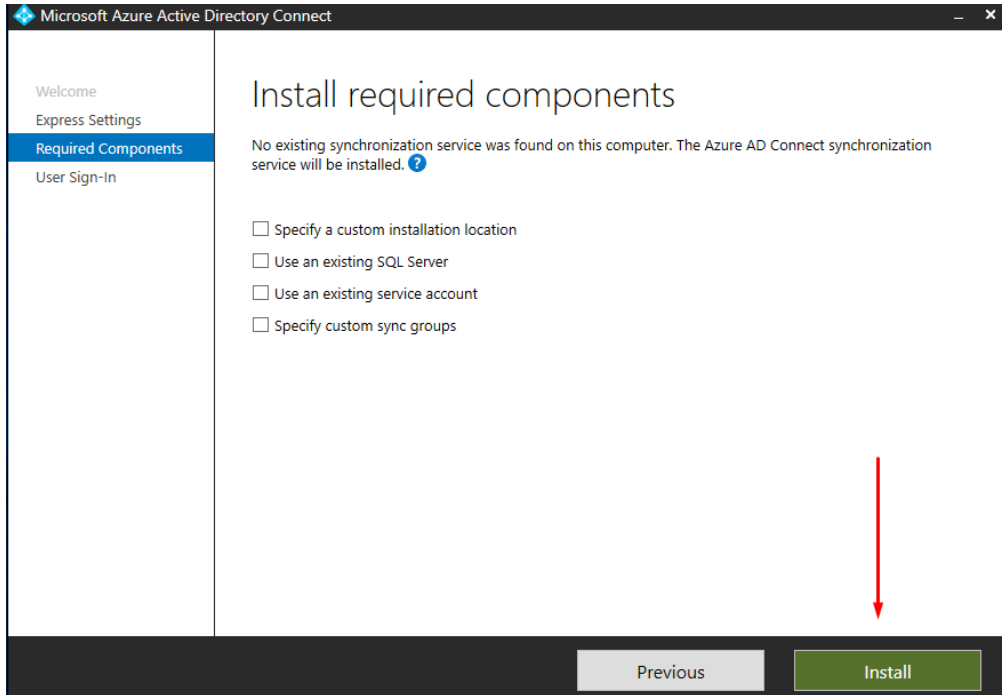 Microsoft Azure Active Directory Connect
Welcome
Express Settings
Required Components
User Sign-In
Install required components
No existing synchronization service was found on this computer. The Azure AD Connect synchronization
service will be installed. ?
Specify a custom installation location
Use an existing SQL Server
Use an existing service account
Specify custom sync groups
Previous
Install